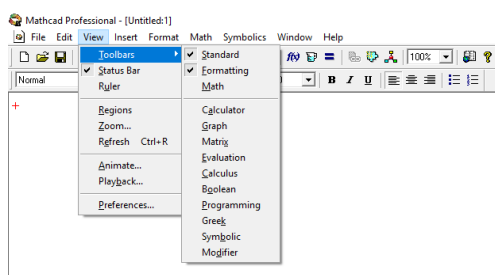 Mathcad Professional - [Untitled:1]
File Edit View Insert Format Math Symbolics Window Help
100%
Normal
B I U
Toolbars
Status Bar
Ruler
Regions
Zoom...
Refresh Ctrl+R
Animate...
Playback...
Preferences...
Standard
Formatting
Math
Calculator
Graph
Matrix
Evaluation
Calculus
Boolean
Programming
Greek
Symbolic
Modifier